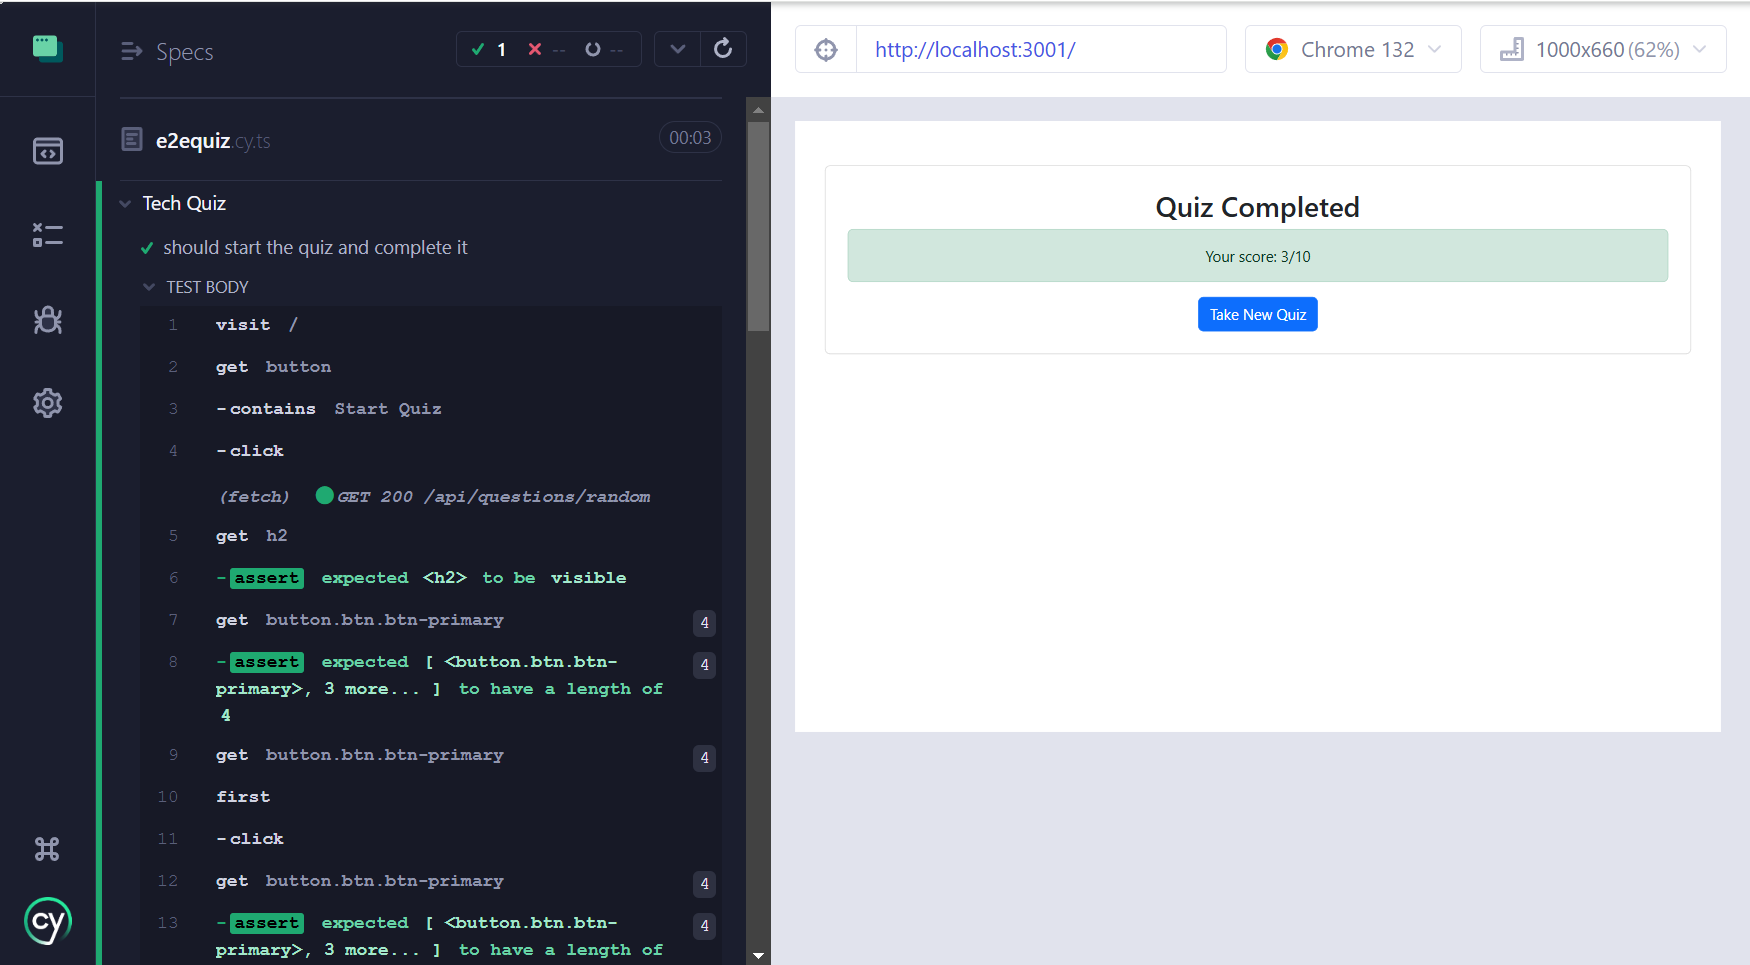 Specs
1 -- --
e2equiz.cy.ts
00:03
Tech Quiz
should start the quiz and complete it
TEST BODY
1 visit /
2 get button
3 -contains Start Quiz
4 -click
(fetch) GET 200 /api/questions/random
5 get h2
6 -assert expected <h2> to be visible
7 get button.btn.btn-primary 4
8 -assert expected [ <button.btn.btn- 4
primary>, 3 more... ] to have a length of
4
9 get button.btn.btn-primary 4
10 first
11 -click
12 get button.btn.btn-primary 4
13 -assert expected [ <button.btn.btn- 4
primary>, 3 more... ] to have a length of
cy
http://localhost:3001/
Chrome 132
1000x660 (62%)
Quiz Completed
Your score: 3/10
Take New Quiz